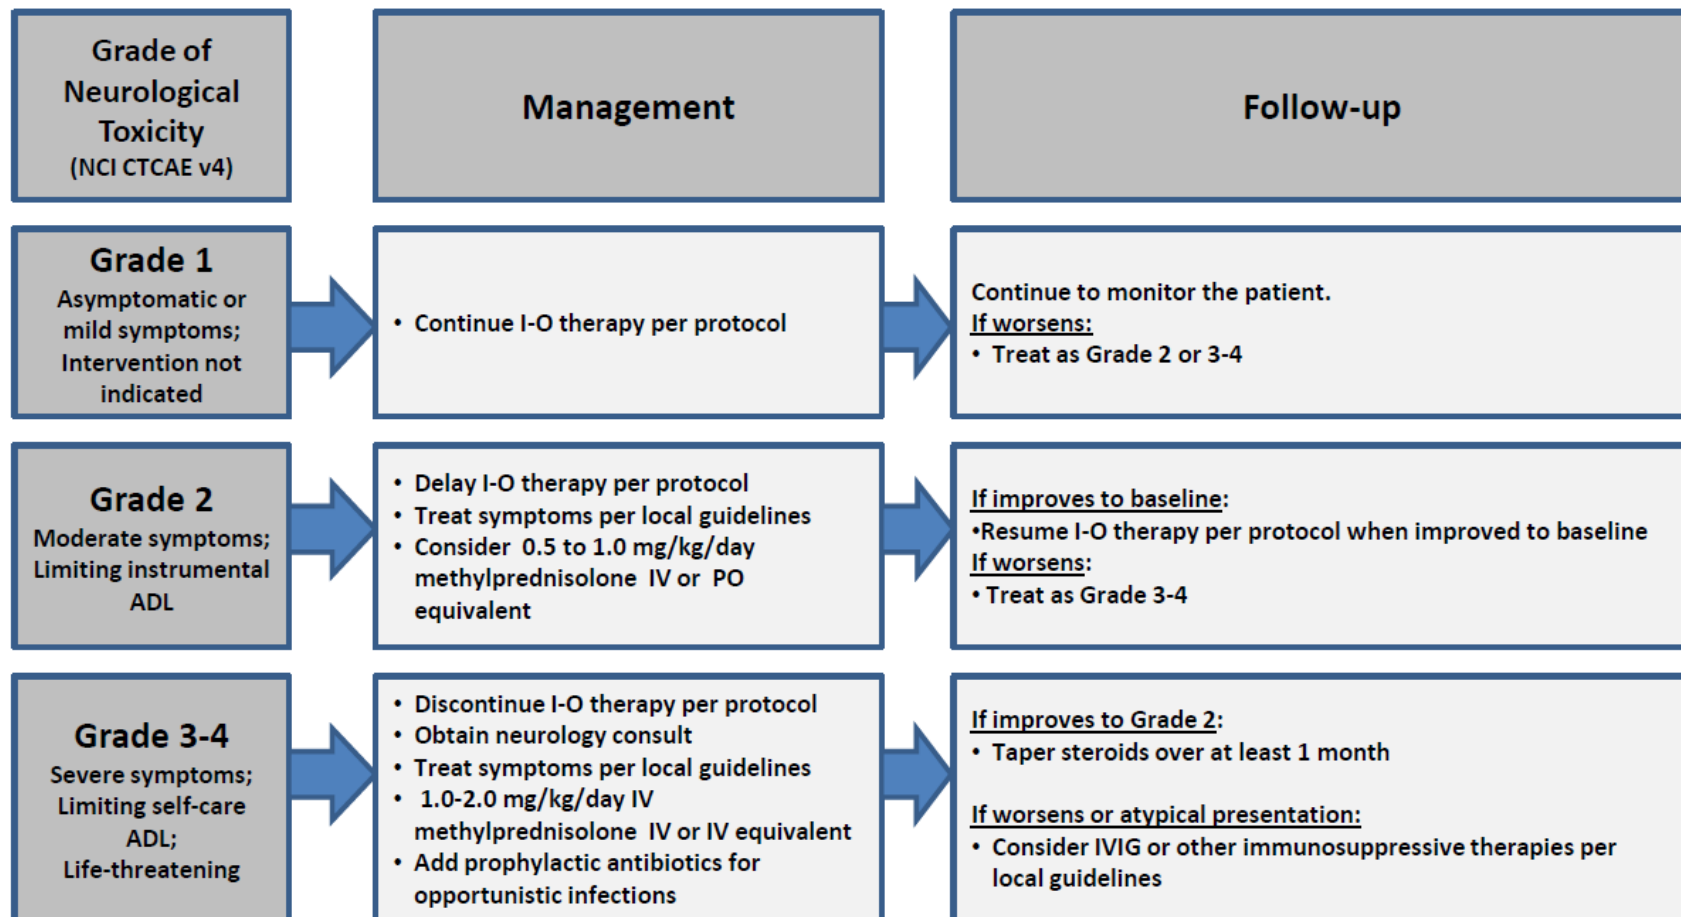 Grade of
Neurological
Toxicity
(NCI CTCAE v4)
Management
Follow-up
Grade 1
Asymptomatic or
mild symptoms;
Intervention not
indicated
• Continue I-O therapy per protocol
Continue to monitor the patient.
If worsens:
• Treat as Grade 2 or 3-4
Grade 2
Moderate symptoms;
Limiting instrumental
ADL
• Delay I-O therapy per protocol
• Treat symptoms per local guidelines
• Consider 0.5 to 1.0 mg/kg/day
methylprednisolone IV or PO
equivalent
If improves to baseline:
•Resume I-O therapy per protocol when improved to baseline
If worsens:
• Treat as Grade 3-4
Grade 3-4
Severe symptoms;
Limiting self-care
ADL;
Life-threatening
• Discontinue I-O therapy per protocol
• Obtain neurology consult
• Treat symptoms per local guidelines
• 1.0-2.0 mg/kg/day IV
methylprednisolone IV or IV equivalent
• Add prophylactic antibiotics for
opportunistic infections
If improves to Grade 2:
• Taper steroids over at least 1 month
If worsens or atypical presentation:
• Consider IVIG or other immunosuppressive therapies per
local guidelines